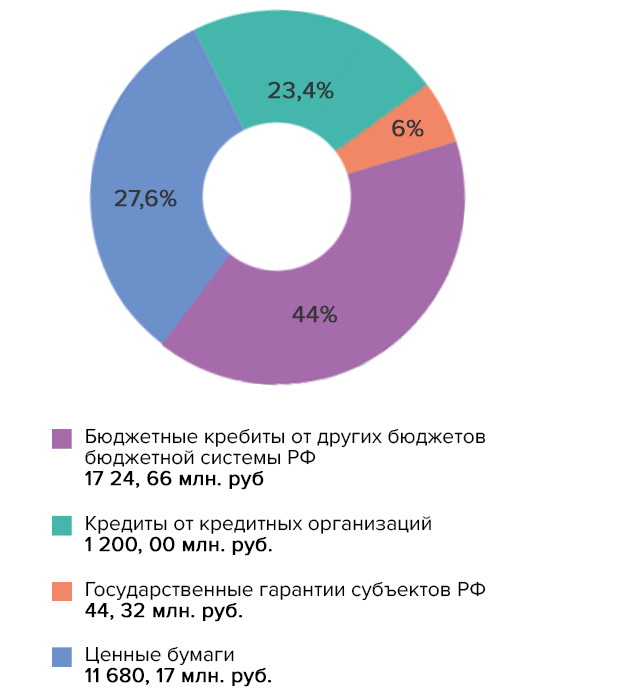 23,4%
6%
27,6%
44%
Бюджетные кребиты от других бюджетов
бюджетной системы РФ
17 24, 66 млн. руб
Кредиты от кредитных организаций
1 200, 00 млн. руб.
Государственные гарантии субъектов РФ
44, 32 млн. руб.
Ценные бумаги
11 680, 17 млн. руб.